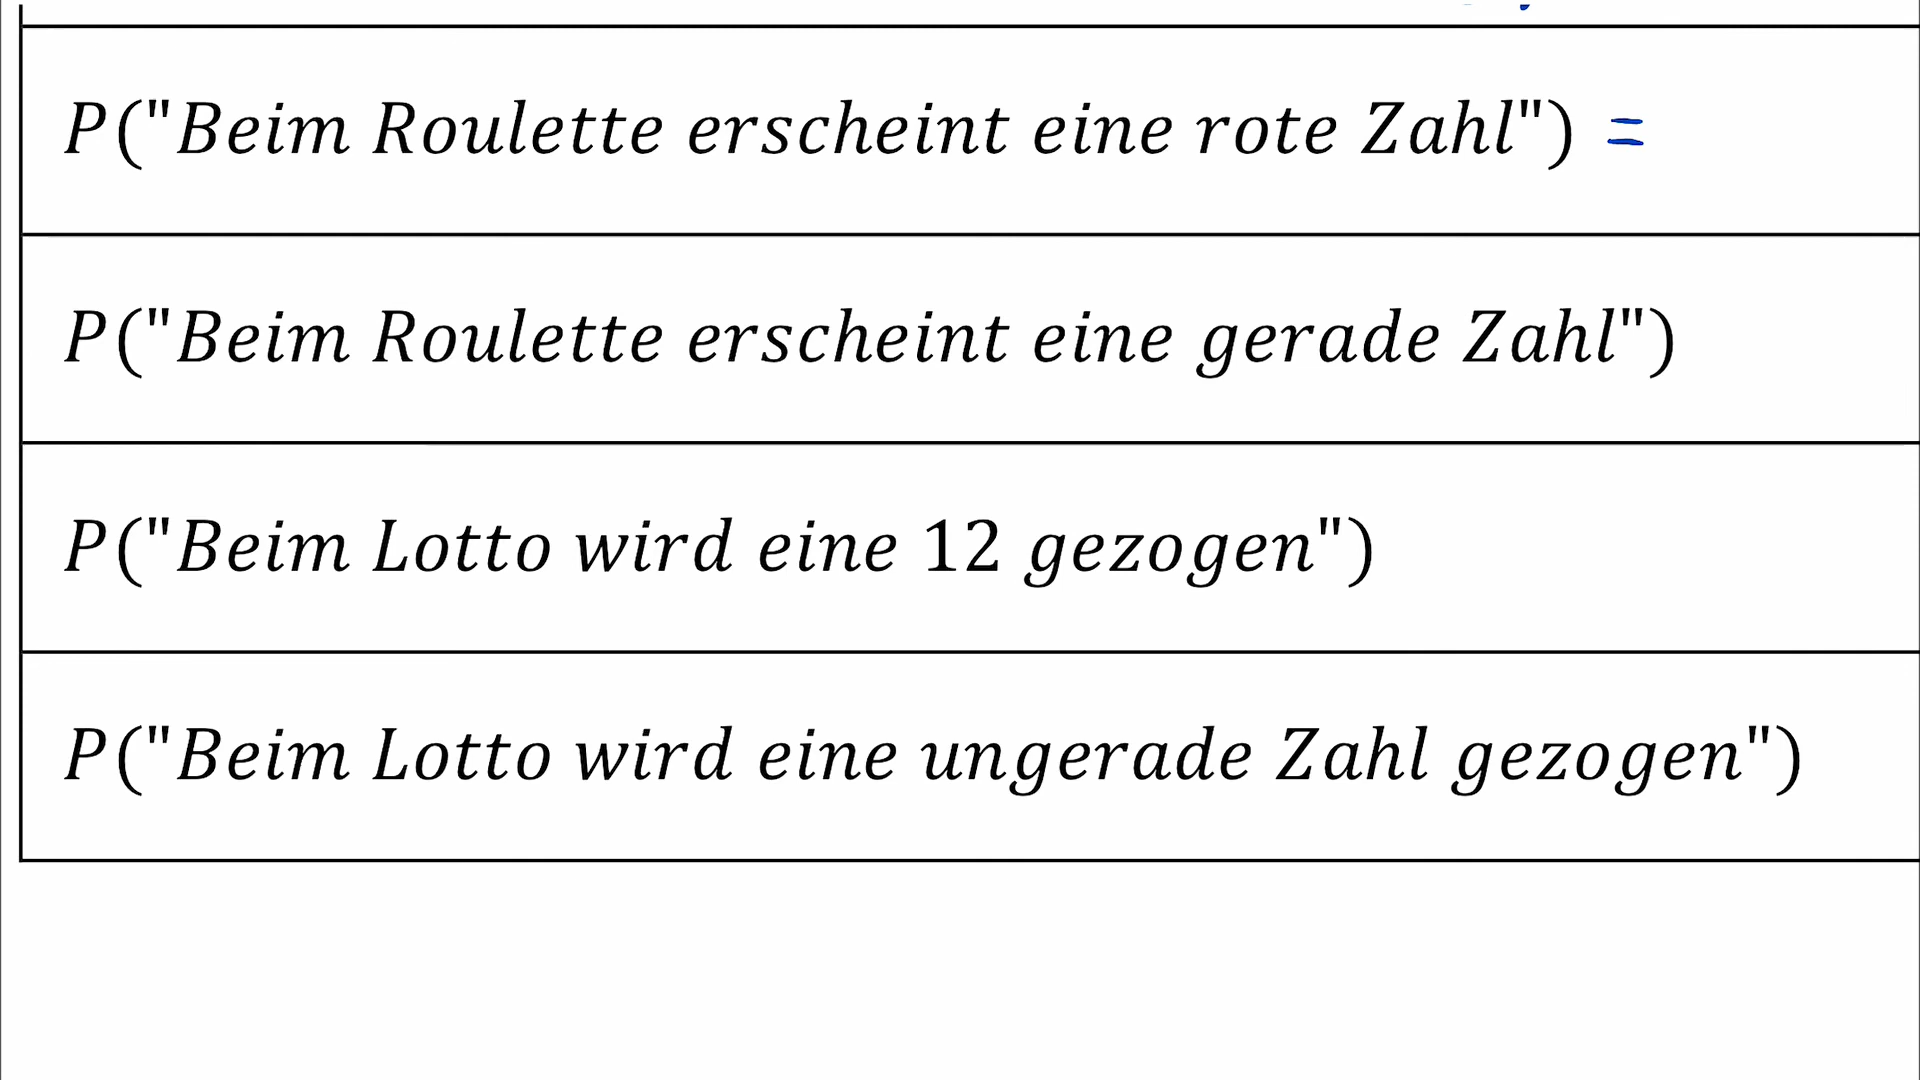 P("Beim Roulette erscheint eine rote Zahl") =
P("Beim Roulette erscheint eine gerade Zahl")
P("Beim Lotto wird eine 12 gezogen")
P("Beim Lotto wird eine ungerade Zahl gezogen")